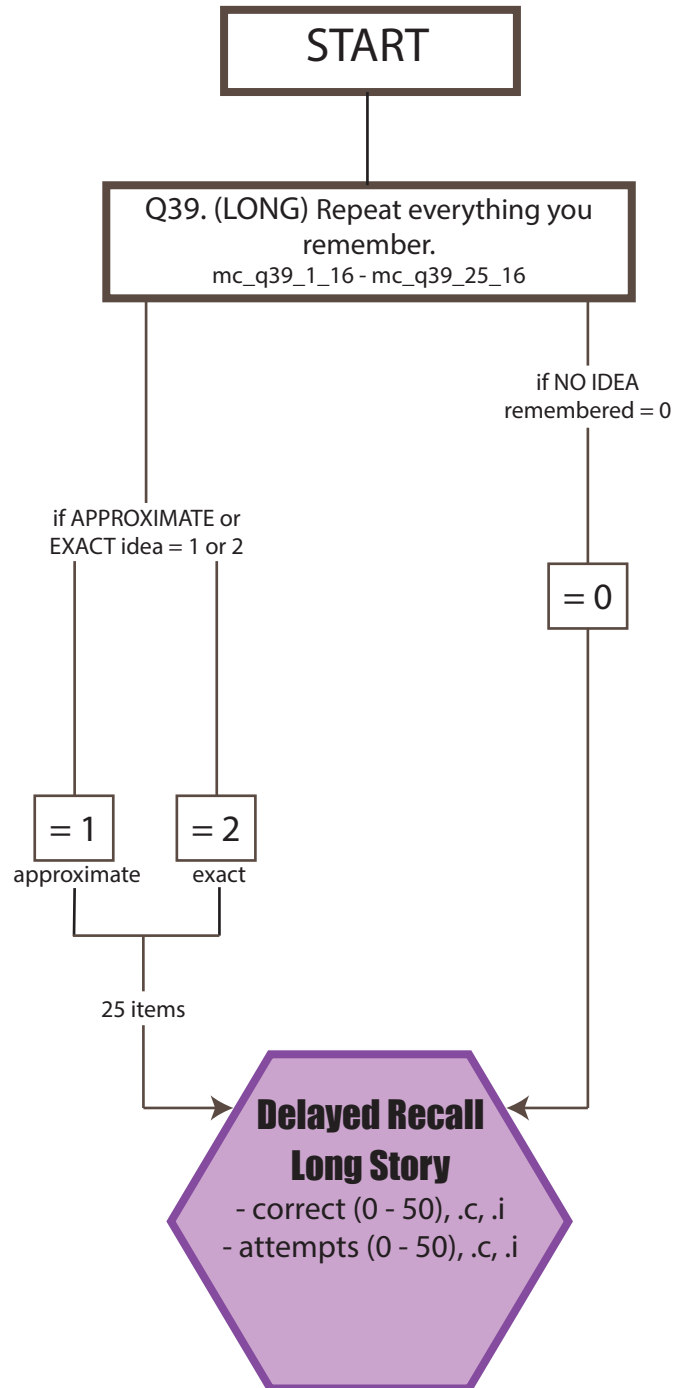 START
Q39. (LONG) Repeat everything you
remember.
mc_q39_1_16 - mc_q39_25_16
if NO IDEA
remembered = 0
if APPROXIMATE or
EXACT idea = 1 or 2
= 0
= 1
= 2
approximate
exact
25 items
Delayed Recall
Long Story
- correct (0 - 50), .c, .i
- attempts (0 - 50), .c, .i